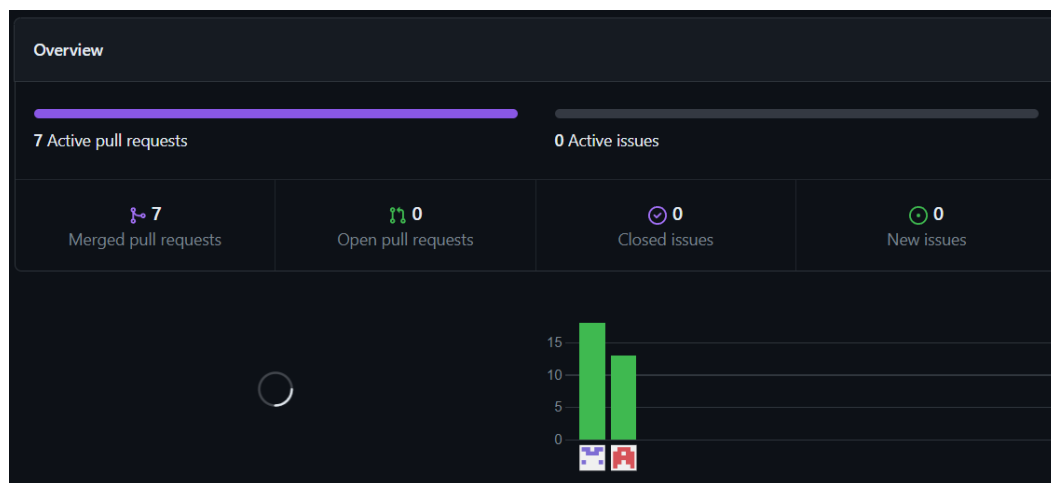 Overview
7 Active pull requests
0 Active issues
7
Merged pull requests
0
Open pull requests
0
Closed issues
0
New issues
15
10
5
0